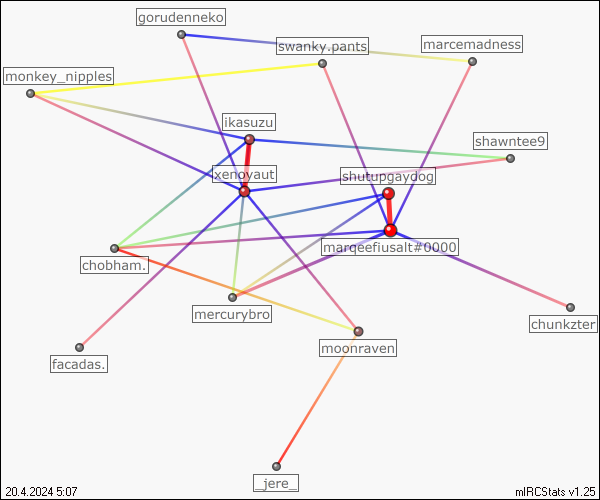 gorudenneko
swanky.pants
marcemadness
monkey_nipples
ikasuzu
shawntee9
xenovaut
shutupgaydog
marqeefiusalt#0000
chobham.
mercurybro
chunkzter
moonraven
facadas.
_jere_
20.4.2024 5:07
mIRCStats v1.25